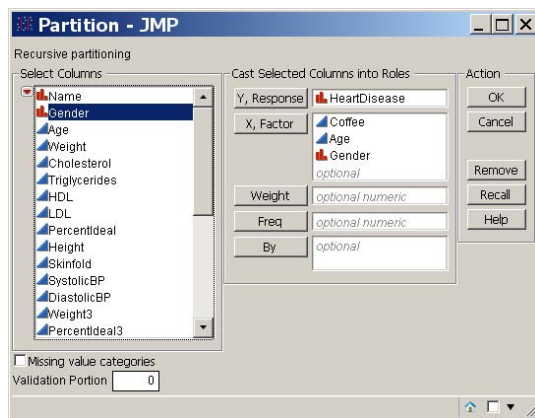 Partition - JMP
Recursive partitioning
Select Columns
Name
Gender
Age
Weight
Cholesterol
Triglycerides
HDL
LDL
PercentIdeal
Height
Skinfold
SystolicBP
DiastolicBP
Weight3
PercentIdeal3
Cast Selected Columns into Roles
Y, Response
HeartDisease
X, Factor
Coffee
Age
Gender
optional
Weight
optional numeric
Freq
optional numeric
By
optional
Action
OK
Cancel
Remove
Recall
Help
Missing value categories
Validation Portion
0